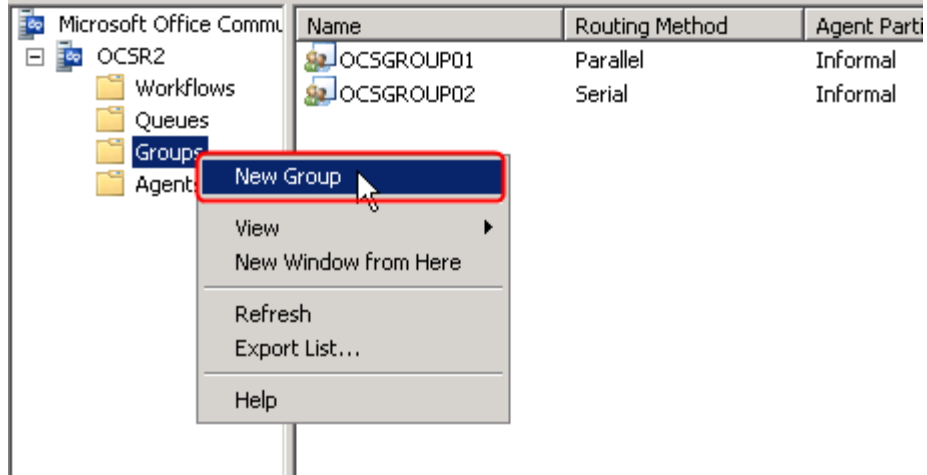 Microsoft Office Commu
Name Routing Method Agent Parti
OCSR2
OCSGROUP01 Parallel Informal
Workflows
OCSGROUP02 Serial Informal
Queues
Groups
New Group
Agent
View
New Window from Here
Refresh
Export List...
Help